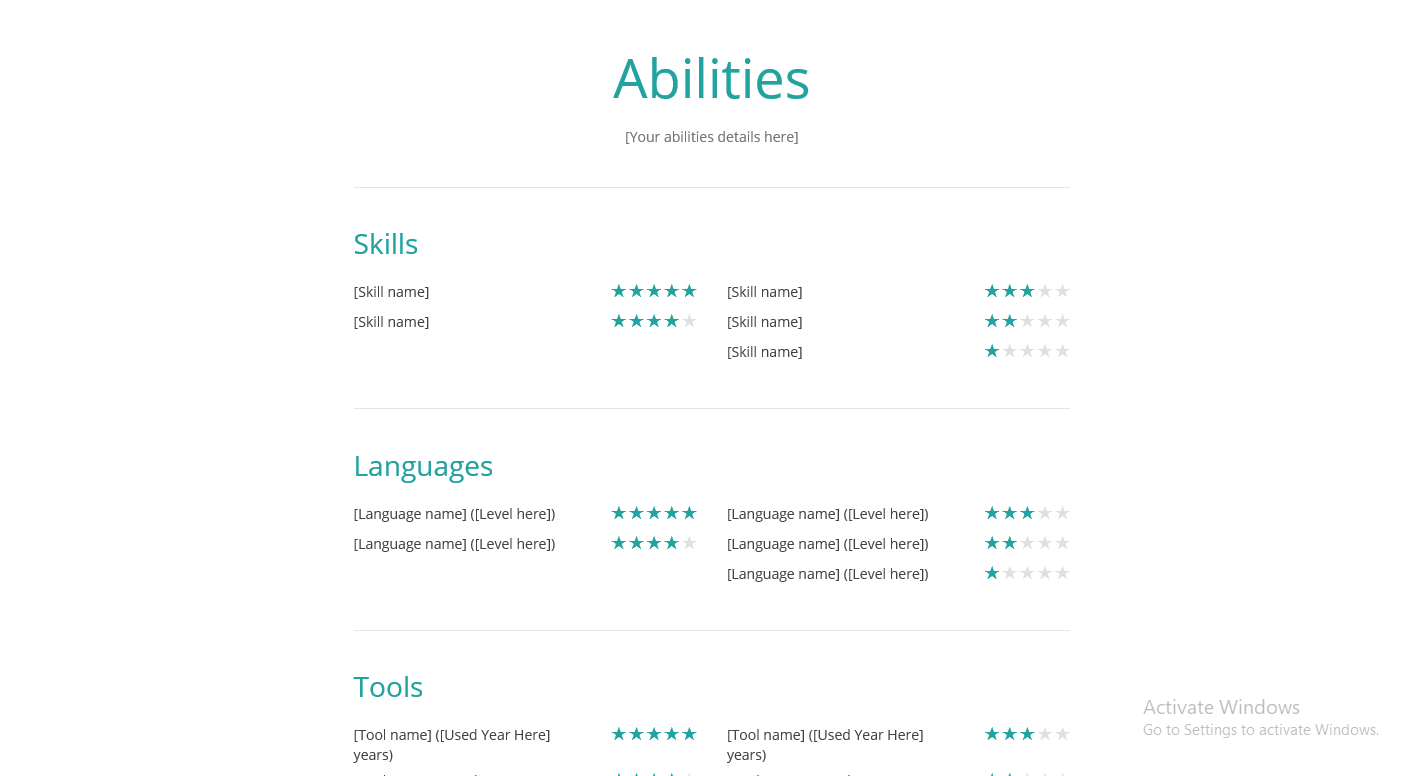 Abilities
[Your abilities details here]
Skills
[Skill name]
[Skill name]
[Skill name]
[Skill name]
[Skill name]
Languages
[Language name] ([Level here])
[Language name] ([Level here])
[Language name] ([Level here])
[Language name] ([Level here])
[Language name] ([Level here])
Tools
[Tool name] ([Used Year Here]
years)
[Tool name] ([Used Year Here]
years)
Activate Windows
Go to Settings to activate Windows.